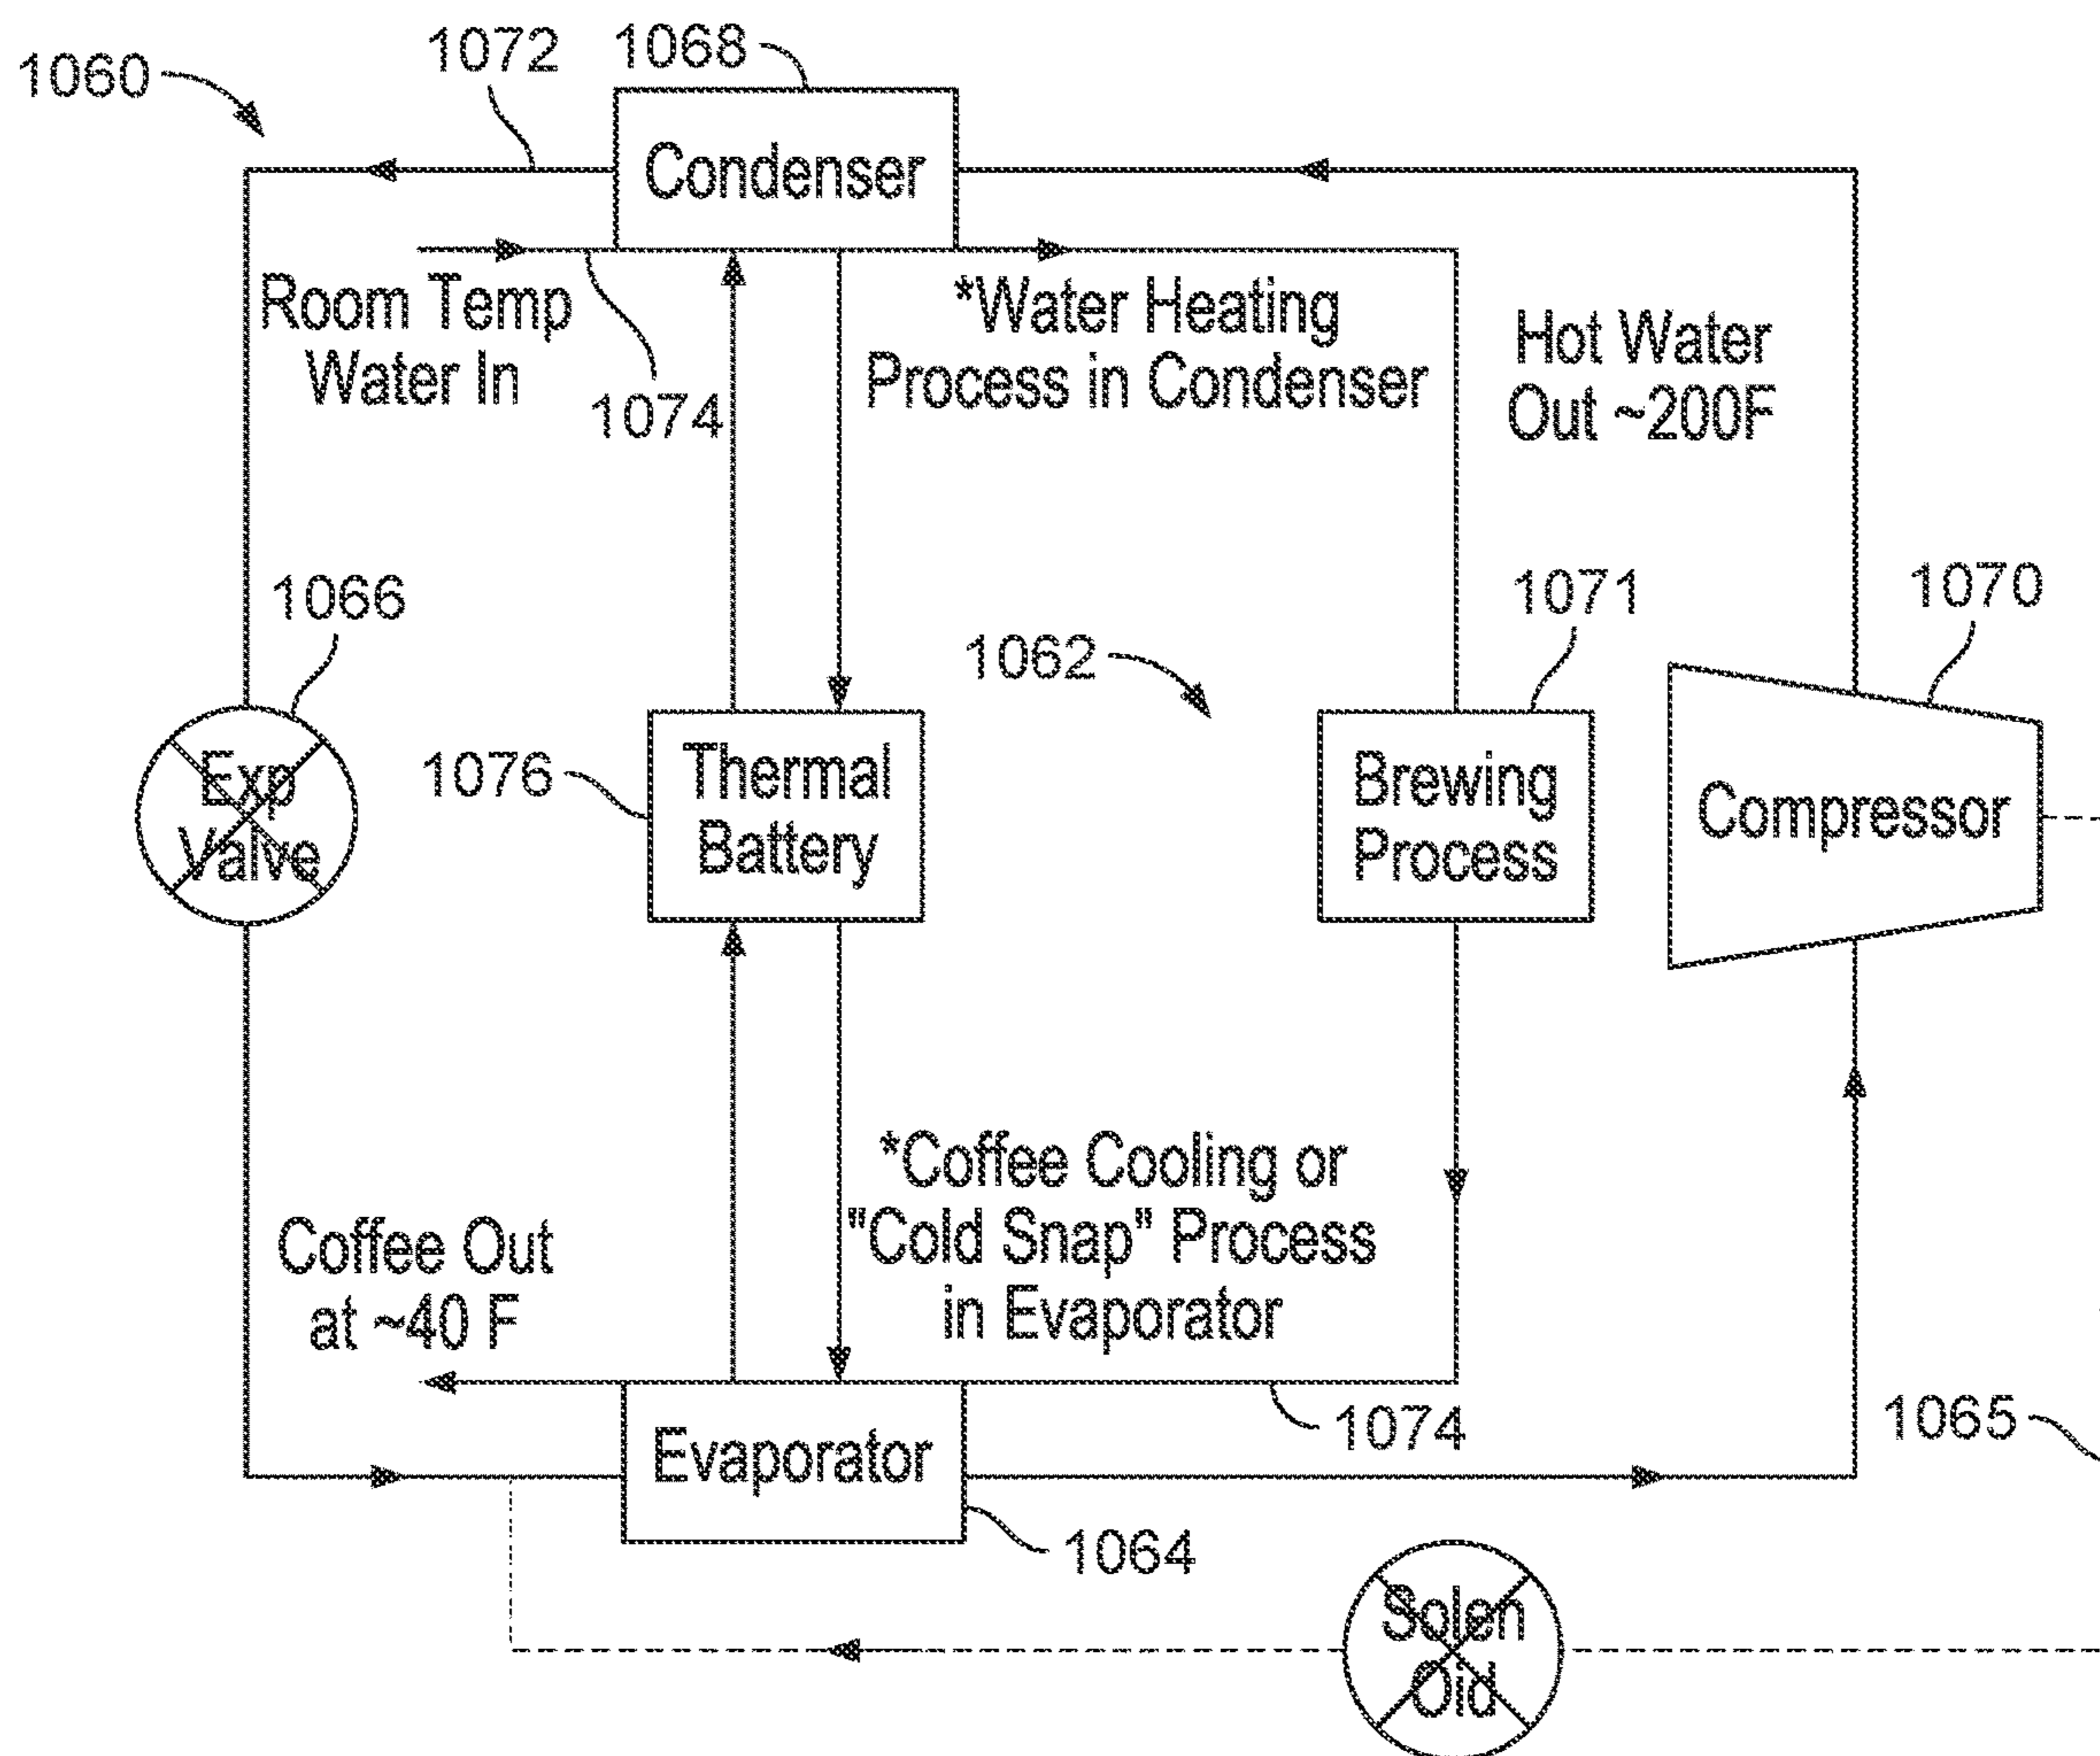 1060
1072
1068
Condenser
Room Temp
Water In
1074
*Water Heating
Process in Condenser
Hot Water
Out ~200F
1066
1062
1071
1070
Exp
Valve
1076
Thermal
Battery
Brewing
Process
Compressor
*Coffee Cooling or
"Cold Snap" Process
in Evaporator
Coffee Out
at ~40 F
1074
1065
Evaporator
1064
Solen
Oid